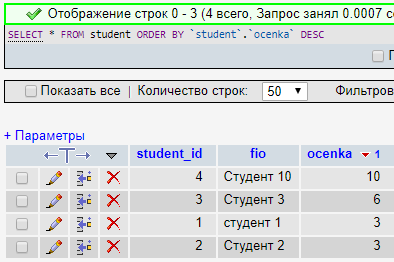 Отображение строк 0 - 3 (4 всего, Запрос занял 0.0007
SELECT * FROM student ORDER BY `student`.`ocenka` DESC
Показать все | Количество строк: 50 Фильтров
+ Параметры
←T→ student_id fio ocenka 1
4 Студент 10 10
3 Студент 3 6
1 студент 1 3
2 Студент 2 3